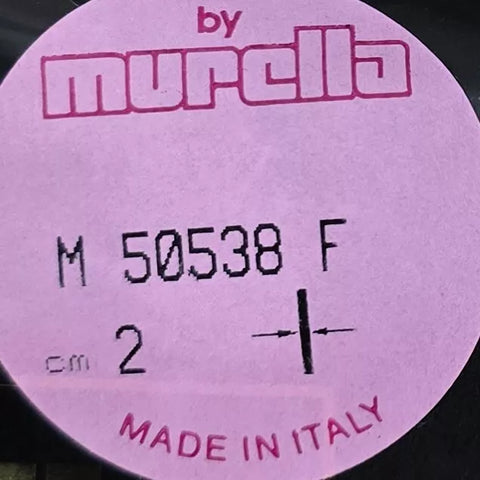 by
murella
M 50538 F
cm 2
MADE IN ITALY